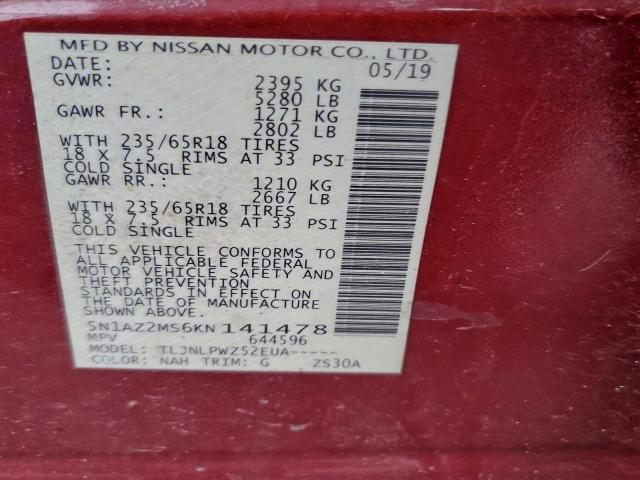 MFD BY NISSAN MOTOR CO., LTD.
DATE: 05/19
GVWR: 2395 KG
5280 LB
GAWR FR.: 1271 KG
2802 LB
WITH 235/65R18 TIRES
18 X 7.5 RIMS AT 33 PSI
COLD SINGLE
GAWR RR.: 1210 KG
2667 LB
WITH 235/65R18 TIRES
18 X 7.5 RIMS AT 33 PSI
COLD SINGLE
THIS VEHICLE CONFORMS TO
ALL APPLICABLE FEDERAL
MOTOR VEHICLE SAFETY AND
THEFT PREVENTION
STANDARDS IN EFFECT ON
THE DATE OF MANUFACTURE
SHOWN ABOVE.
5N1AZ2MS6KN141478
MPV 644596
MODEL: TL3NLPWZ52EUA-----
COLOR: NAH TRIM: G ZS30A